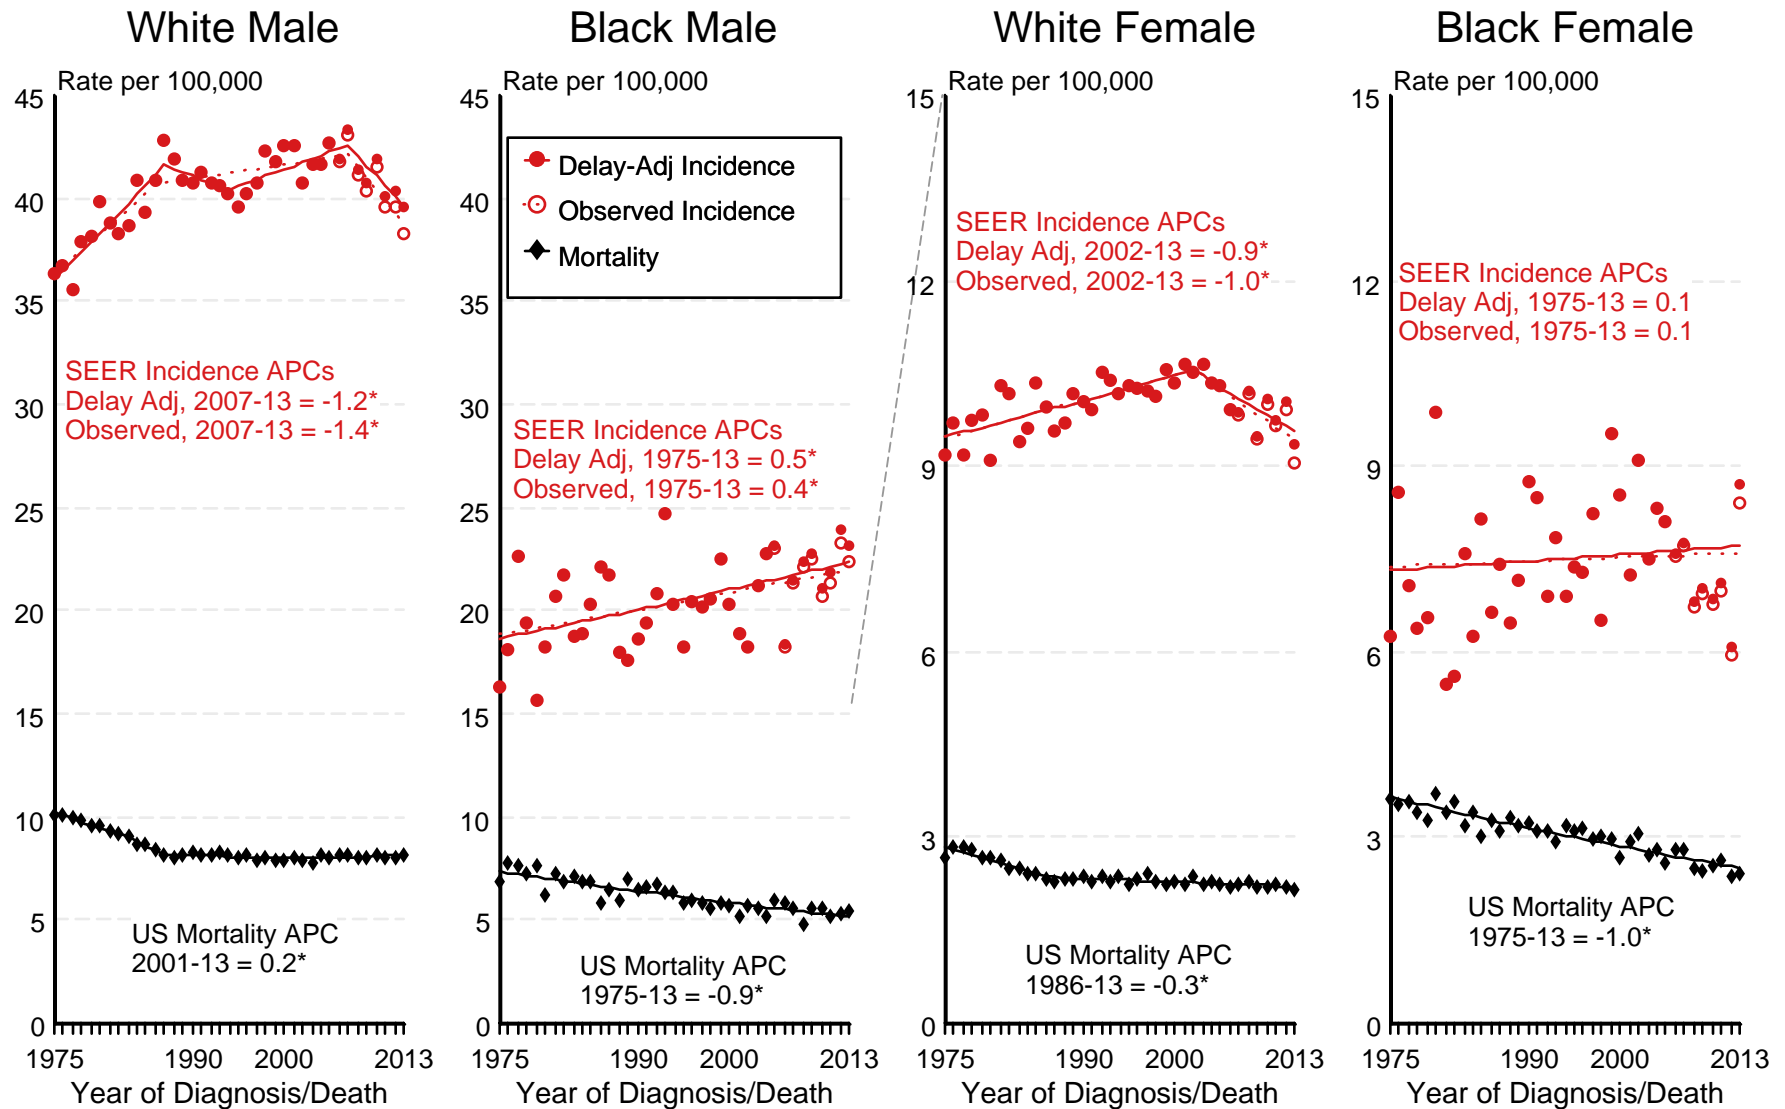 White Male
Black Male
White Female
Black Female
Rate per 100,000
45
40
35
30
25
20
15
10
5
0
SEER Incidence APCs
Delay Adj, 2007-13 = -1.2*
Observed, 2007-13 = -1.4*
US Mortality APC
2001-13 = 0.2*
1975
1990
2000
2013
Year of Diagnosis/Death
Rate per 100,000
45
40
35
30
25
20
15
10
5
0
Delay-Adj Incidence
Observed Incidence
Mortality
SEER Incidence APCs
Delay Adj, 1975-13 = 0.5*
Observed, 1975-13 = 0.4*
US Mortality APC
1975-13 = -0.9*
1975
1990
2000
2013
Year of Diagnosis/Death
Rate per 100,000
15
12
9
6
3
0
SEER Incidence APCs
Delay Adj, 2002-13 = -0.9*
Observed, 2002-13 = -1.0*
US Mortality APC
1986-13 = -0.3*
1975
1990
2000
2013
Year of Diagnosis/Death
Rate per 100,000
15
12
9
6
3
0
SEER Incidence APCs
Delay Adj, 1975-13 = 0.1
Observed, 1975-13 = 0.1
US Mortality APC
1975-13 = -1.0*
1975
1990
2000
2013
Year of Diagnosis/Death